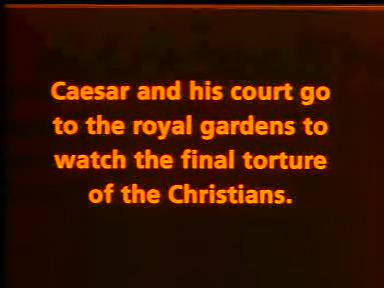 Caesar and his court go
to the royal gardens to
watch the final torture
of the Christians.